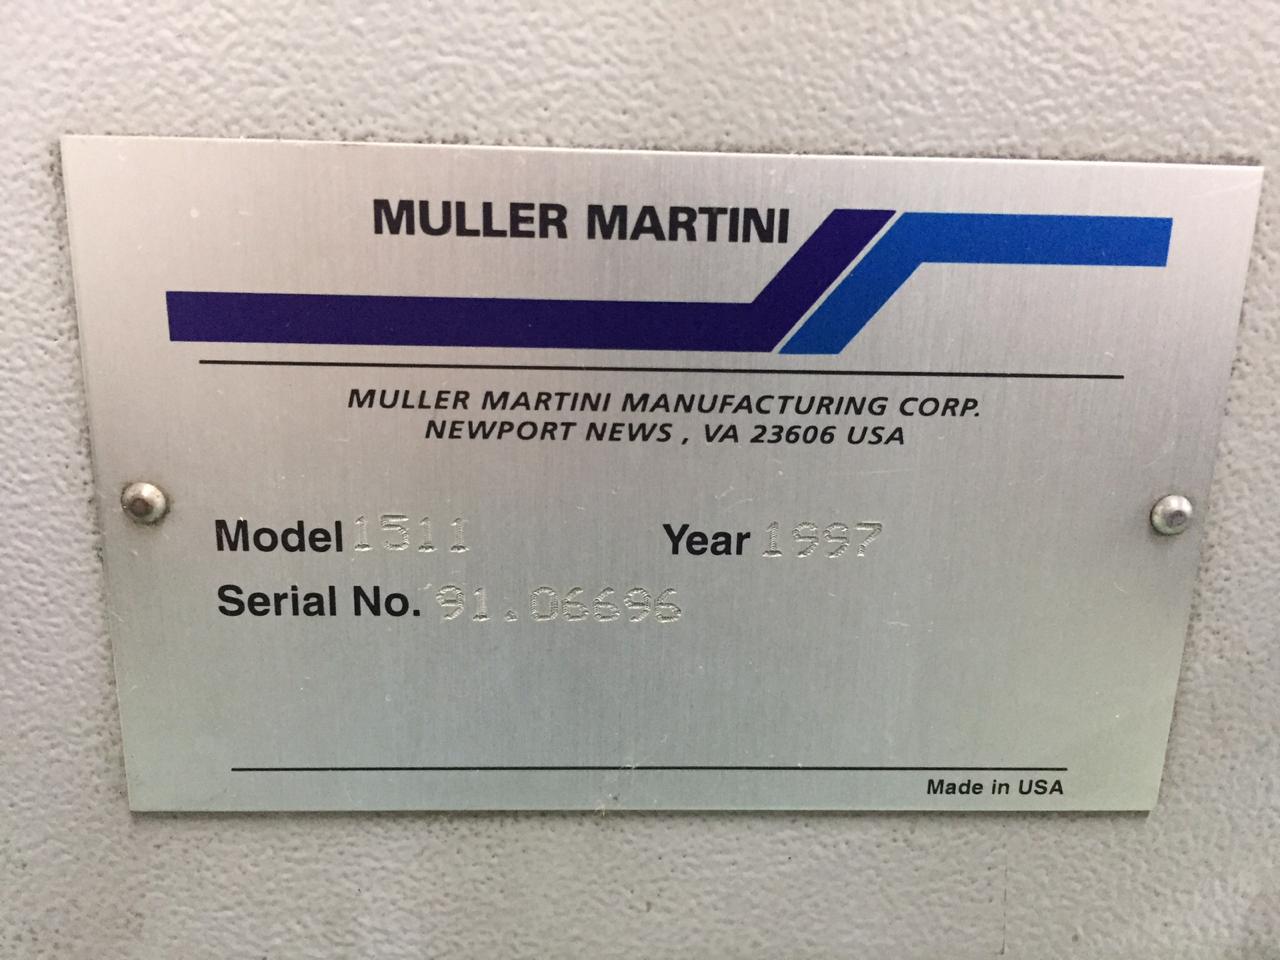 MULLER MARTINI
MULLER MARTINI MANUFACTURING CORP.
NEWPORT NEWS , VA 23606 USA
Model 1511 Year 1997
Serial No. 91.06696
Made in USA